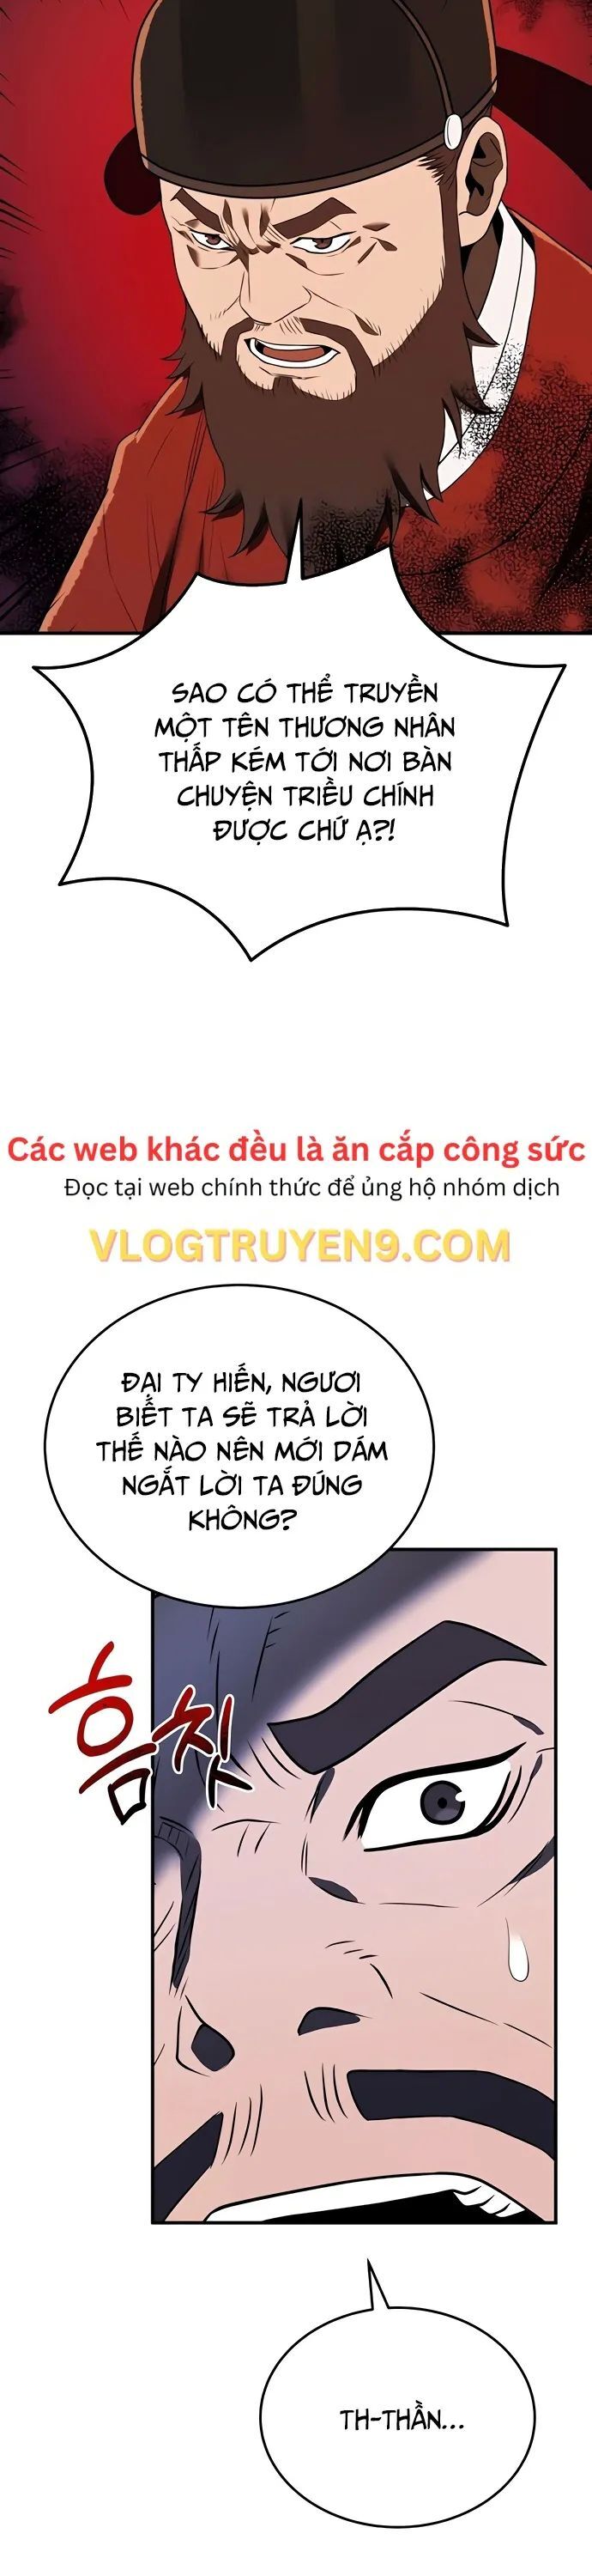 SAO CÓ THỂ TRUYỀN
MỘT TÊN THƯƠNG NHÂN
THẤP KÉM TỚI NƠI BÀN
CHUYỆN TRIỀU CHÍNH
ĐƯỢC CHỨ Ạ?!
Các web khác đều là ăn cắp công sức
Đọc tại web chính thức để ủng hộ nhóm dịch
VLOGTRUYEN9.COM
ĐẠI TY HIẾN, NGƯƠI
BIẾT TA SẼ TRẢ LỜI
THẾ NÀO NÊN MỚI DÁM
NGẮT LỜI TA ĐÚNG
KHÔNG?
흠칫
TH-THẦN...